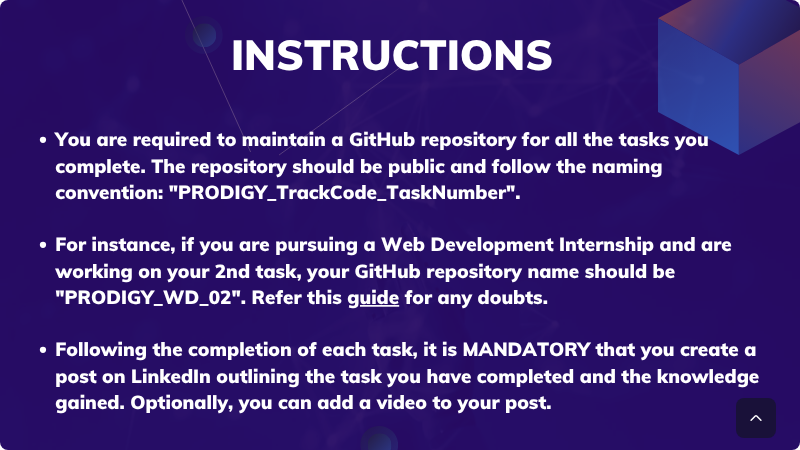 INSTRUCTIONS
• You are required to maintain a GitHub repository for all the tasks you
complete. The repository should be public and follow the naming
convention: "PRODIGY_TrackCode_TaskNumber".
• For instance, if you are pursuing a Web Development Internship and are
working on your 2nd task, your GitHub repository name should be
"PRODIGY_WD_02". Refer this guide for any doubts.
• Following the completion of each task, it is MANDATORY that you create a
post on LinkedIn outlining the task you have completed and the knowledge
gained. Optionally, you can add a video to your post.